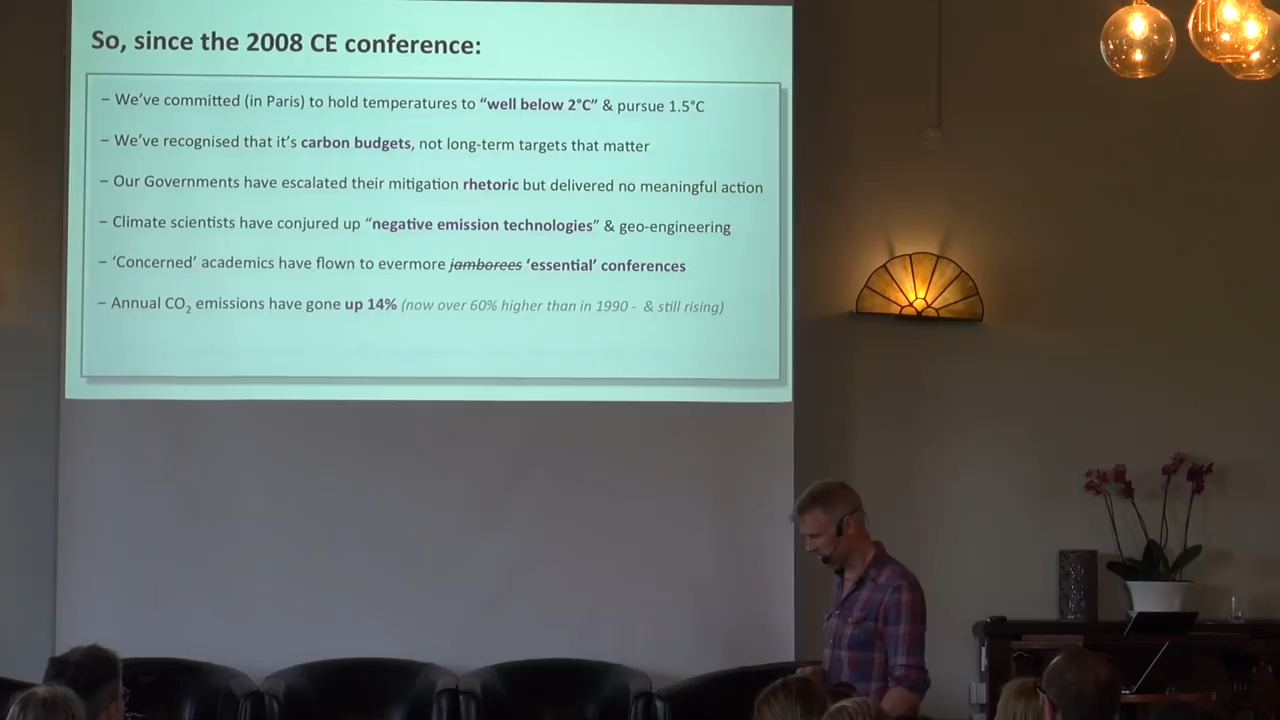 So, since the 2008 CE conference:
– We’ve committed (in Paris) to hold temperatures to “well below 2°C” & pursue 1.5°C
– We’ve recognised that it’s carbon budgets, not long-term targets that matter
– Our Governments have escalated their mitigation rhetoric but delivered no meaningful action
– Climate scientists have conjured up “negative emission technologies” & geo-engineering
– ‘Concerned’ academics have flown to evermore jamborees ‘essential’ conferences
– Annual CO₂ emissions have gone up 14% (now over 60% higher than in 1990 - & still rising)